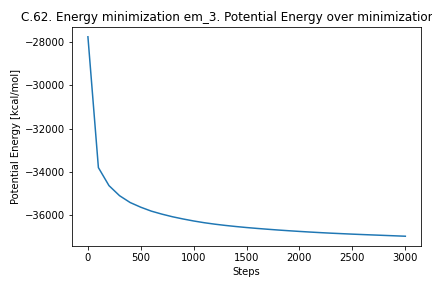 C.62. Energy minimization em_3. Potential Energy over minimization
Potential Energy [kcal/mol]
−28000
−30000
−32000
−34000
−36000
0 500 1000 1500 2000 2500 3000
Steps